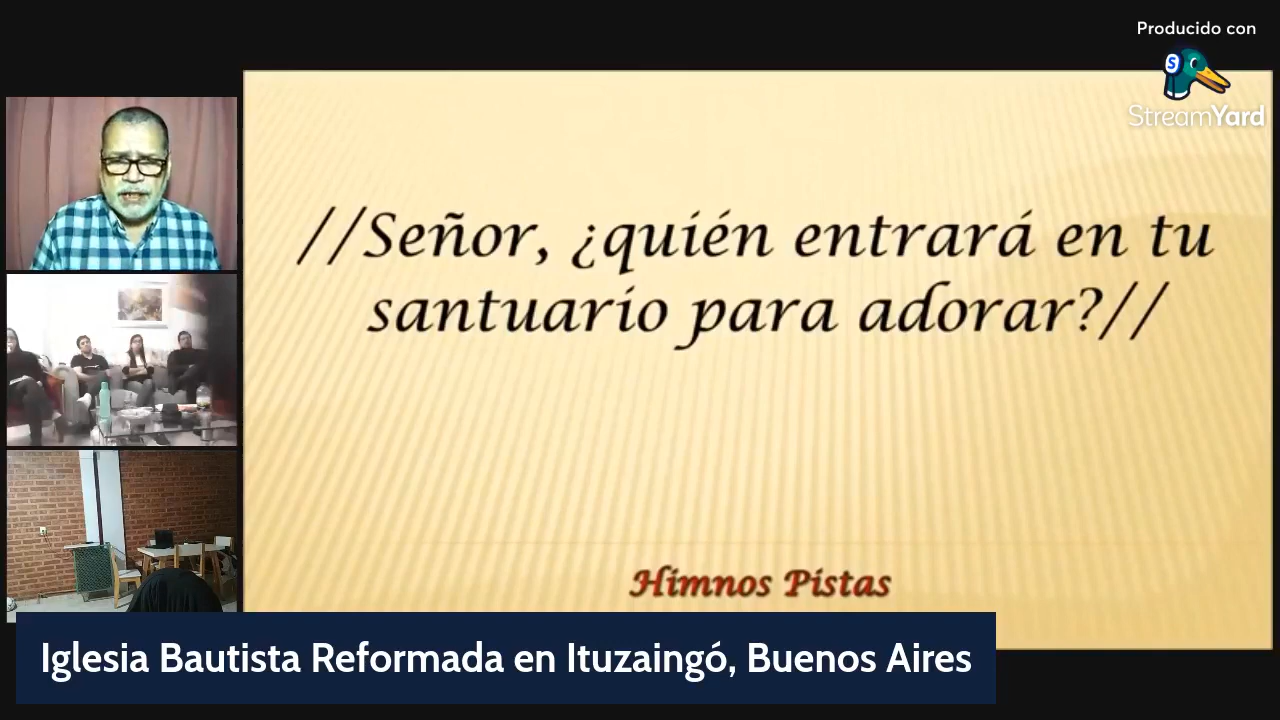 Producido con
S
StreamYard
//Señor, ¿quién entrará en tu
santuario para adorar?//
Himnos Pistas
Iglesia Bautista Reformada en Ituzaingó, Buenos Aires